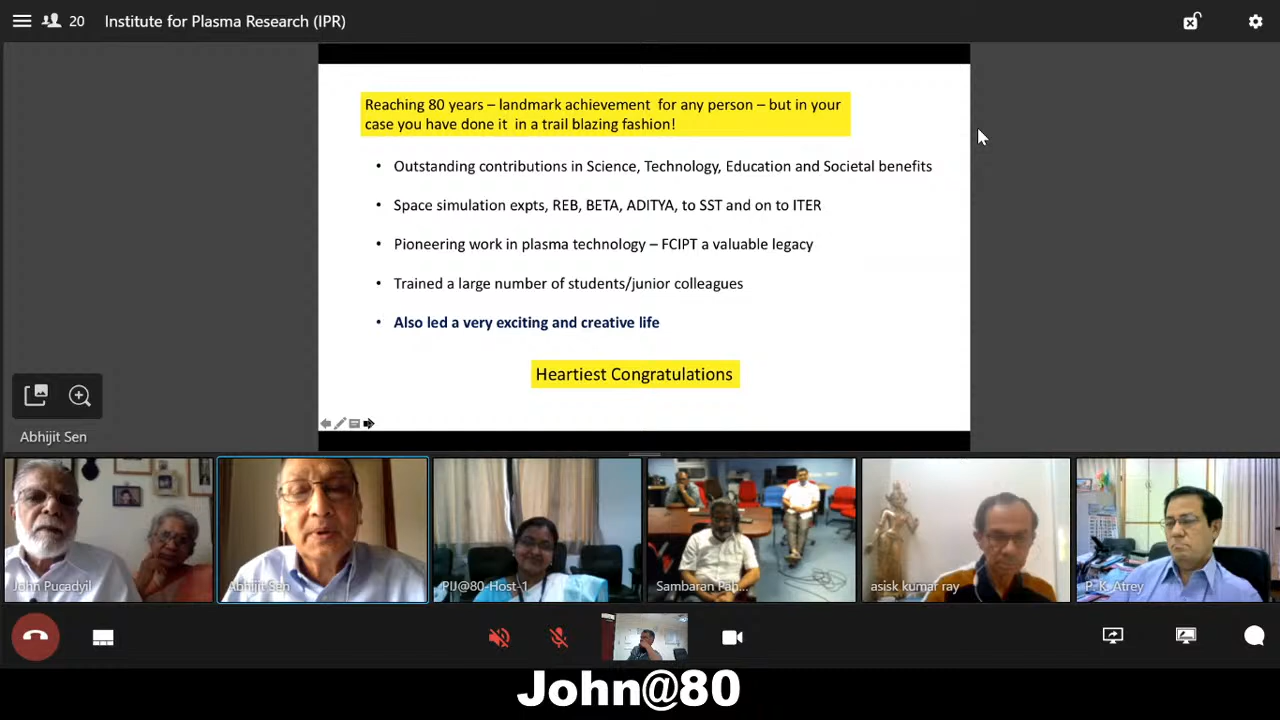 20 Institute for Plasma Research (IPR)
Reaching 80 years – landmark achievement for any person – but in your
case you have done it in a trail blazing fashion!
• Outstanding contributions in Science, Technology, Education and Societal benefits
• Space simulation expts, REB, BETA, ADITYA, to SST and on to ITER
• Pioneering work in plasma technology – FCIPT a valuable legacy
• Trained a large number of students/junior colleagues
• Also led a very exciting and creative life
Heartiest Congratulations
Abhijit Sen
John Pucadyil
Abhijit Sen
PIJ@80-Host-1
Sambaran Pah...
asisk kumar ray
P. K. Atrey
John@80